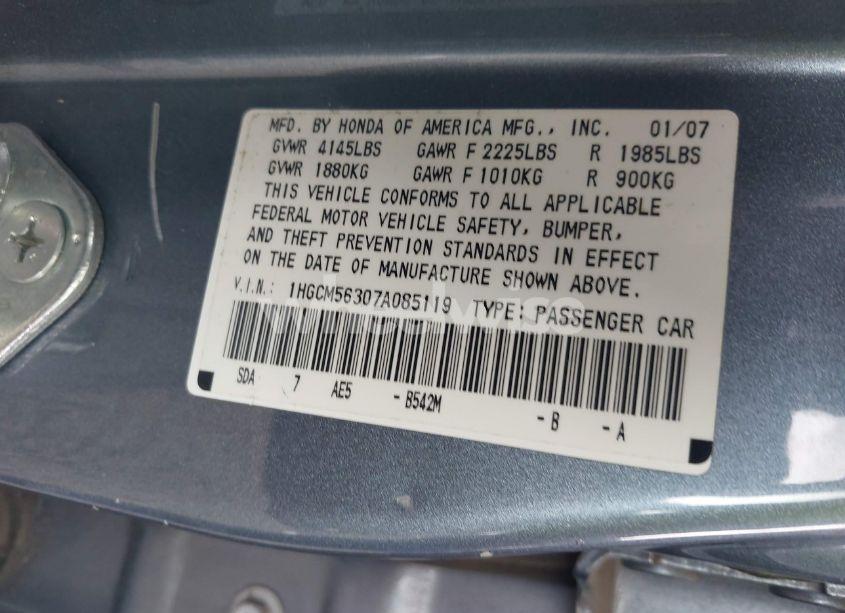 MFD. BY HONDA OF AMERICA MFG., INC. 01/07
GVWR 4145LBS GAWR F 2225LBS R 1985LBS
GVWR 1880KG GAWR F 1010KG R 900KG
THIS VEHICLE CONFORMS TO ALL APPLICABLE
FEDERAL MOTOR VEHICLE SAFETY, BUMPER,
AND THEFT PREVENTION STANDARDS IN EFFECT
ON THE DATE OF MANUFACTURE SHOWN ABOVE.
V.I.N.: 1HGCM56307A085119 TYPE: PASSENGER CAR
SDA 7 AE5 - B542M - B - A